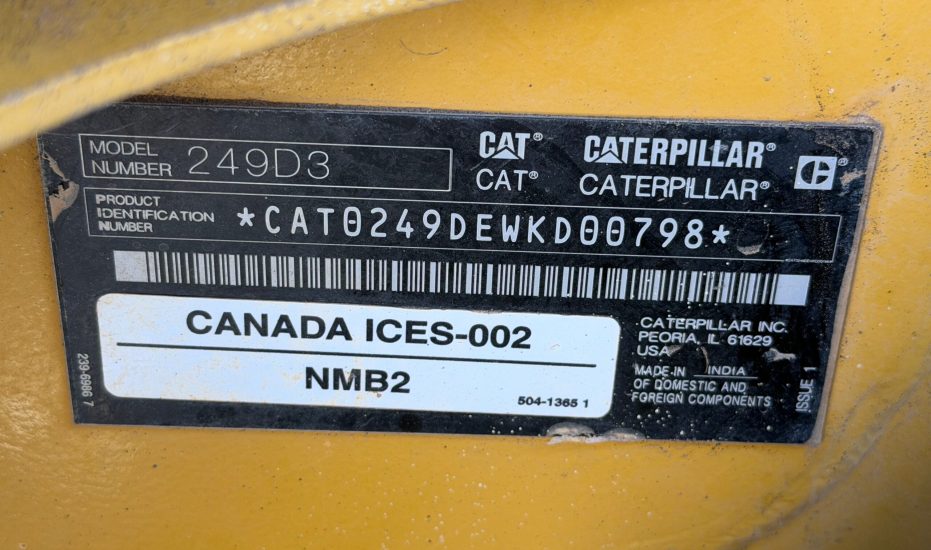 MODEL NUMBER 249D3
CAT® CATERPILLAR®
CAT® CATERPILLAR®
PRODUCT
IDENTIFICATION
NUMBER
*CAT0249DEWKD00798*
CANADA ICES-002
NMB2
504-1365 1
239-6986 7
CATERPILLAR INC.
PEORIA, IL 61629
USA
MADE IN INDIA
OF DOMESTIC AND
FOREIGN COMPONENTS
ISSUE 1